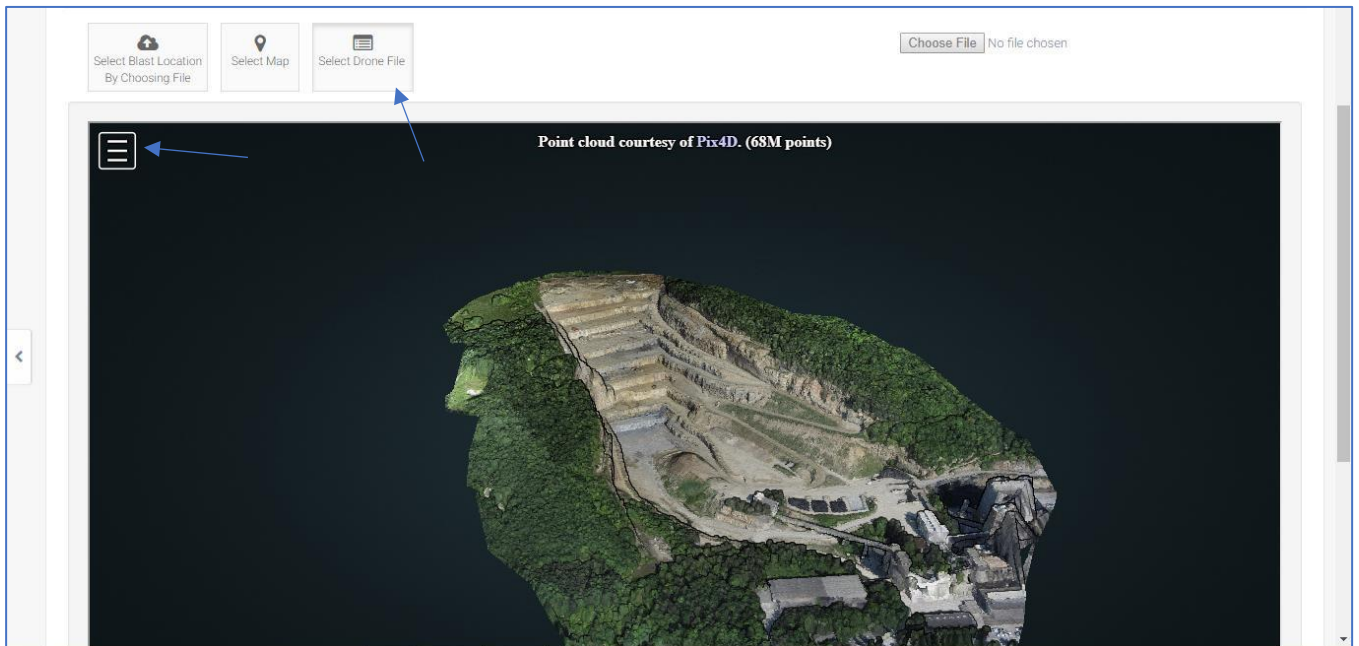 Select Blast Location
By Choosing File
Select Map
Select Drone File
Choose File No file chosen
Point cloud courtesy of Pix4D. (68M points)